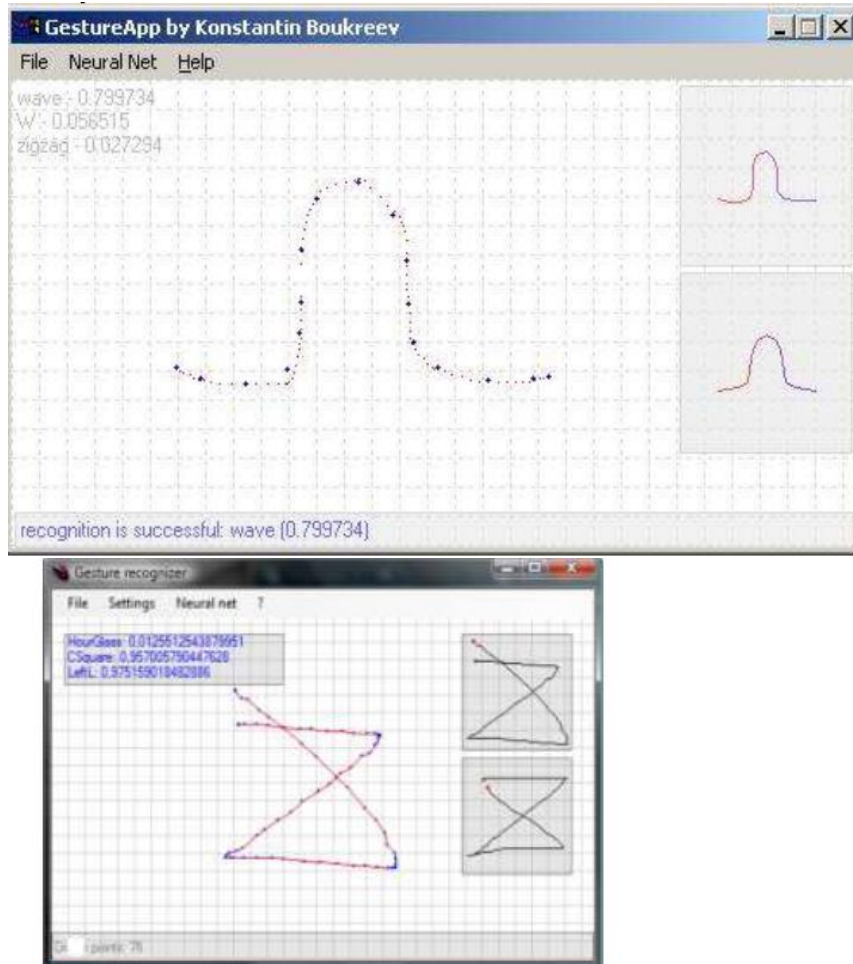 GestureApp by Konstantin Boukreev
File Neural Net Help
wave - 0.799734
W - 0.056515
zigzag - 0.027294
recognition is successful: wave (0.799734)
Gesture recognizer
File Settings Neural net ?
HourGlass: 0,0125512543879951
CSquare: 0,957005790447628
LeftL: 0,975159018482886
points: 76